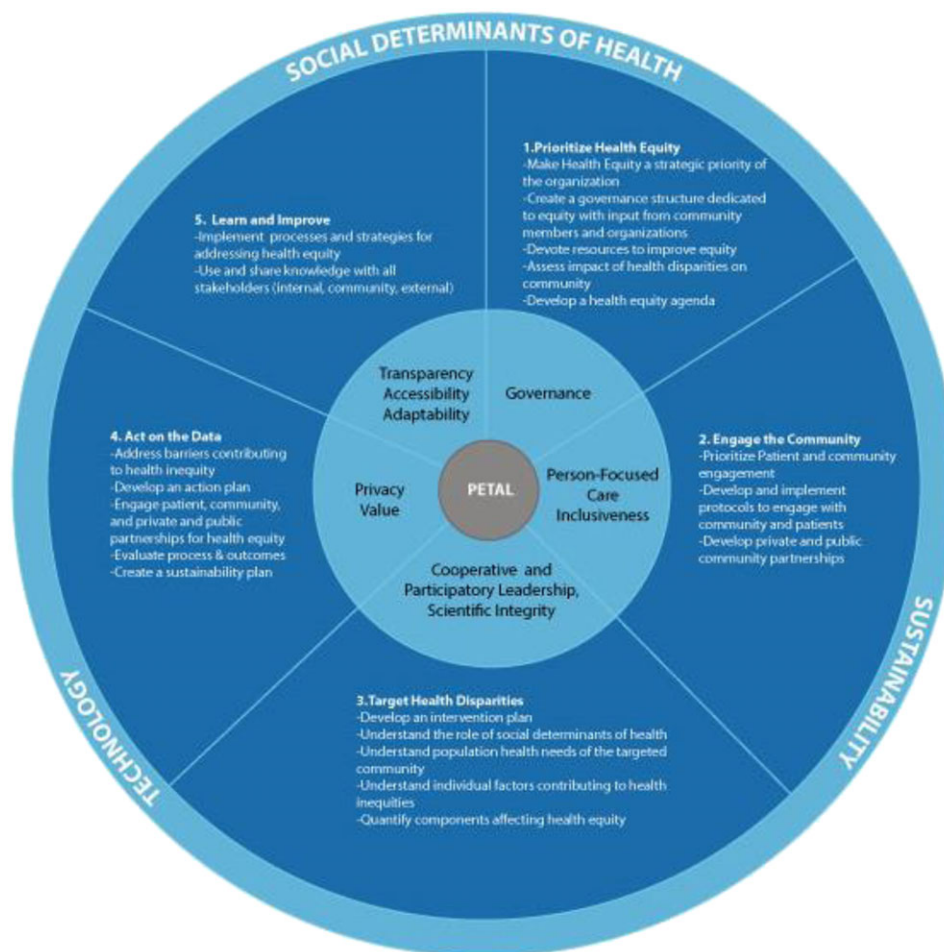 SOCIAL DETERMINANTS OF HEALTH
1.Prioritize Health Equity
-Make Health Equity a strategic priority of
the organization
-Create a governance structure dedicated
to equity with input from community
members and organizations
-Devote resources to improve equity
-Assess impact of health disparities on
community
-Develop a health equity agenda
2. Engage the Community
-Prioritize Patient and community
engagement
-Develop and implement
protocols to engage with
community and patients
-Develop private and public
community partnerships
3.Target Health Disparities
-Develop an intervention plan
-Understand the role of social determinants of health
-Understand population health needs of the targeted
community
-Understand individual factors contributing to health
inequities
-Quantify components affecting health equity
4. Act on the Data
-Address barriers contributing
to health inequity
-Develop an action plan
-Engage patient, community,
and private and public
partnerships for health equity
-Evaluate process & outcomes
-Create a sustainability plan
5. Learn and Improve
-Implement processes and strategies for
addressing health equity
-Use and share knowledge with all
stakeholders (internal, community, external)
Transparency
Accessibility
Adaptability
Governance
Person-Focused
Care
Inclusiveness
Cooperative and
Participatory Leadership,
Scientific Integrity
Privacy
Value
PETAL
SUSTAINABILITY
TECHNOLOGY